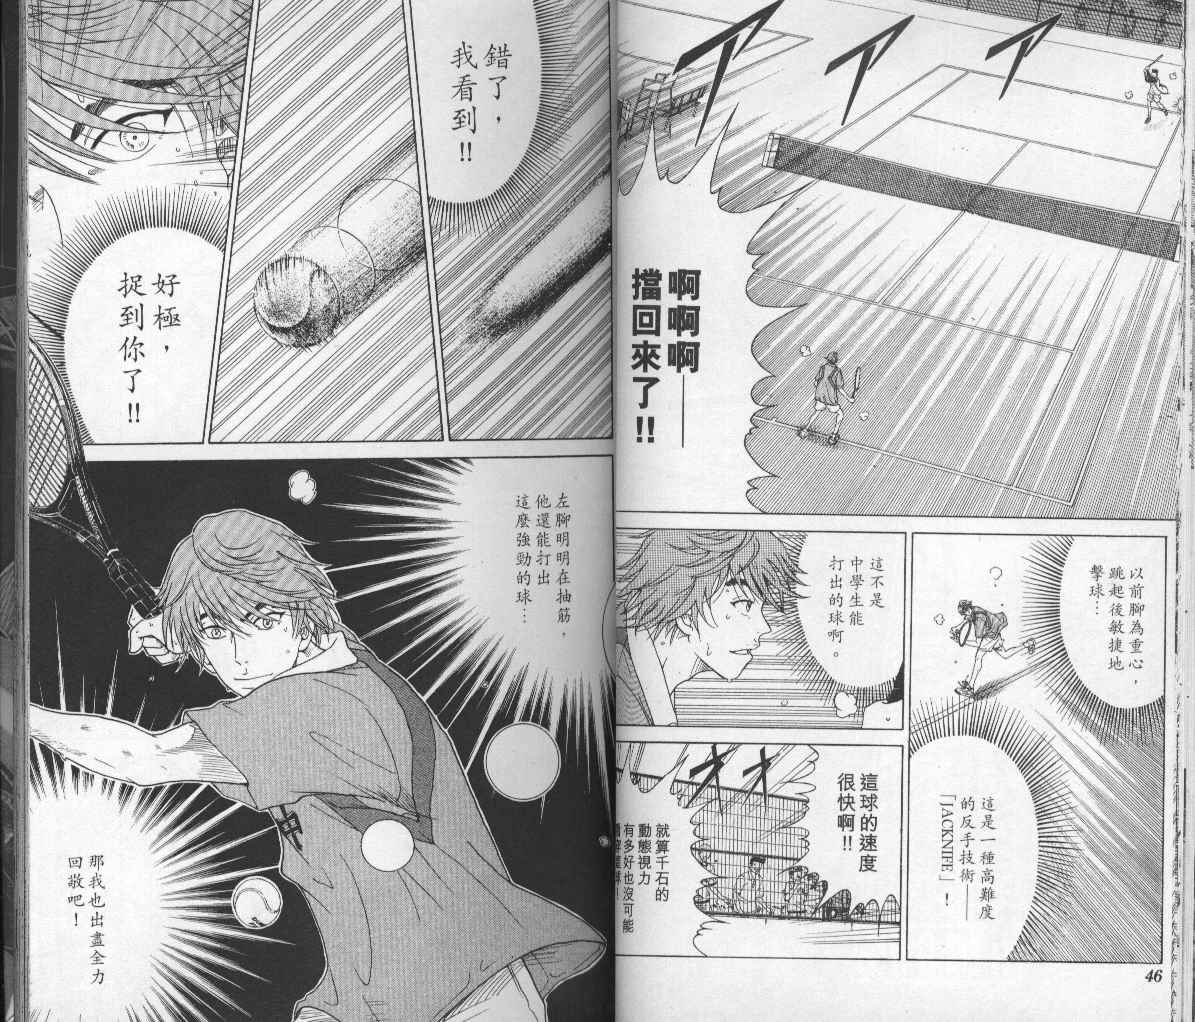 啊啊啊——
擋回來了!!
以前腳為重心，
跳起後敏捷地
擊球…
？
這是一種高難度
的反手技術——
「JACKNIFE」！
這不是
中學生能
打出的球啊。
這球的速度
很快啊!!
就算千石的
動態視力
有多好也沒可能
46
錯了，
我看到!!
好極，
捉到你了!!
左腳明明在抽筋，
他還能打出
這麼強勁的球…
那我也出盡全力
回敬吧！